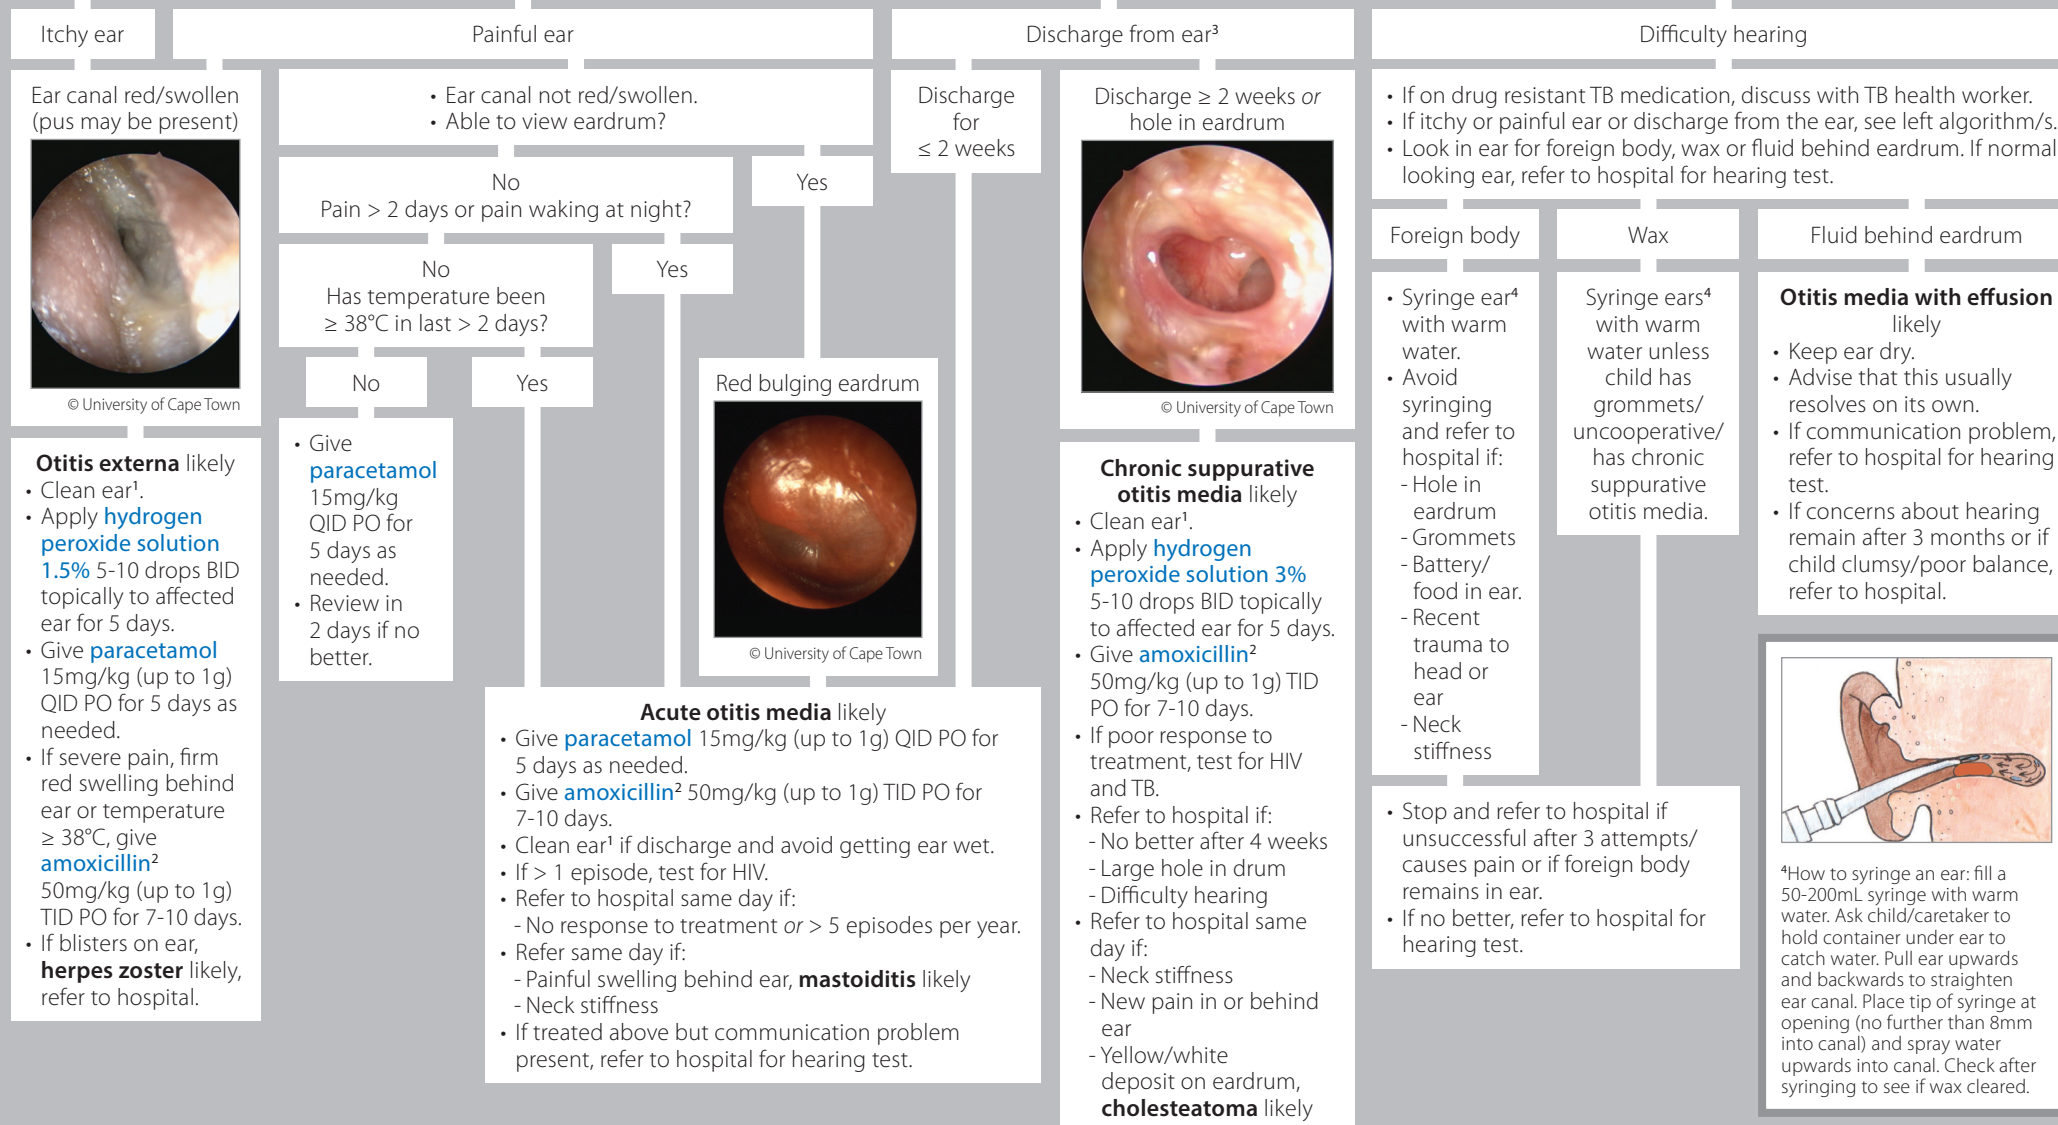 Itchy ear
Painful ear
Discharge from ear³
Difficulty hearing
Ear canal red/swollen
(pus may be present)
© University of Cape Town
Otitis externa likely
• Clean ear¹.
• Apply hydrogen
peroxide solution
1.5% 5-10 drops BID
topically to affected
ear for 5 days.
• Give paracetamol
15mg/kg (up to 1g)
QID PO for 5 days as
needed.
• If severe pain, firm
red swelling behind
ear or temperature
≥ 38°C, give
amoxicillin²
50mg/kg (up to 1g)
TID PO for 7-10 days.
• If blisters on ear,
herpes zoster likely,
refer to hospital.
• Ear canal not red/swollen.
• Able to view eardrum?
No
Pain > 2 days or pain waking at night?
Yes
No
Has temperature been
≥ 38°C in last > 2 days?
Yes
No
Yes
• Give
paracetamol
15mg/kg
QID PO for
5 days as
needed.
• Review in
2 days if no
better.
Red bulging eardrum
© University of Cape Town
Acute otitis media likely
• Give paracetamol 15mg/kg (up to 1g) QID PO for
5 days as needed.
• Give amoxicillin² 50mg/kg (up to 1g) TID PO for
7-10 days.
• Clean ear¹ if discharge and avoid getting ear wet.
• If > 1 episode, test for HIV.
• Refer to hospital same day if:
- No response to treatment or > 5 episodes per year.
• Refer same day if:
- Painful swelling behind ear, mastoiditis likely
- Neck stiffness
• If treated above but communication problem
present, refer to hospital for hearing test.
Discharge
for
≤ 2 weeks
Discharge ≥ 2 weeks or
hole in eardrum
© University of Cape Town
Chronic suppurative
otitis media likely
• Clean ear¹.
• Apply hydrogen
peroxide solution 3%
5-10 drops BID topically
to affected ear for 5 days.
• Give amoxicillin²
50mg/kg (up to 1g) TID
PO for 7-10 days.
• If poor response to
treatment, test for HIV
and TB.
• Refer to hospital if:
- No better after 4 weeks
- Large hole in drum
- Difficulty hearing
• Refer to hospital same
day if:
- Neck stiffness
- New pain in or behind
ear
- Yellow/white
deposit on eardrum,
cholesteatoma likely
• If on drug resistant TB medication, discuss with TB health worker.
• If itchy or painful ear or discharge from the ear, see left algorithm/s.
• Look in ear for foreign body, wax or fluid behind eardrum. If normal
looking ear, refer to hospital for hearing test.
Foreign body
• Syringe ear⁴
with warm
water.
• Avoid
syringing
and refer to
hospital if:
- Hole in
eardrum
- Grommets
- Battery/
food in ear.
- Recent
trauma to
head or
ear
- Neck
stiffness
Wax
Syringe ears⁴
with warm
water unless
child has
grommets/
uncooperative/
has chronic
suppurative
otitis media.
• Stop and refer to hospital if
unsuccessful after 3 attempts/
causes pain or if foreign body
remains in ear.
• If no better, refer to hospital for
hearing test.
Fluid behind eardrum
Otitis media with effusion
likely
• Keep ear dry.
• Advise that this usually
resolves on its own.
• If communication problem,
refer to hospital for hearing
test.
• If concerns about hearing
remain after 3 months or if
child clumsy/poor balance,
refer to hospital.
⁴How to syringe an ear: fill a
50-200mL syringe with warm
water. Ask child/caretaker to
hold container under ear to
catch water. Pull ear upwards
and backwards to straighten
ear canal. Place tip of syringe at
opening (no further than 8mm
into canal) and spray water
upwards into canal. Check after
syringing to see if wax cleared.